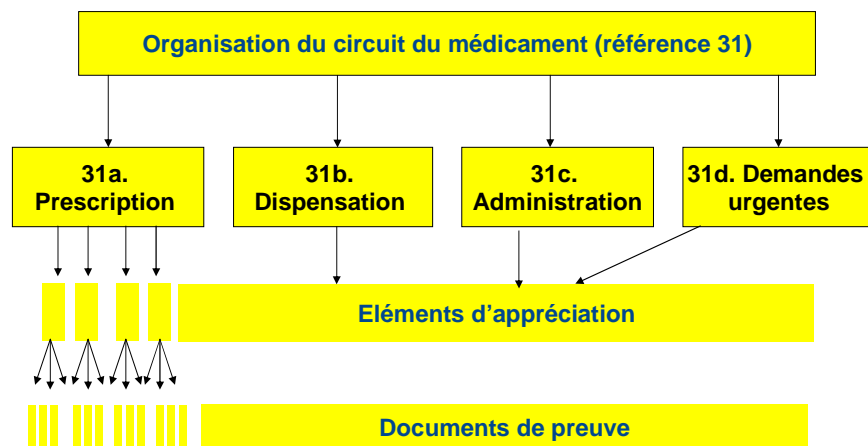 Organisation du circuit du médicament (référence 31)
31a.
Prescription
31b.
Dispensation
31c.
Administration
31d. Demandes
urgentes
Eléments d’appréciation
Documents de preuve